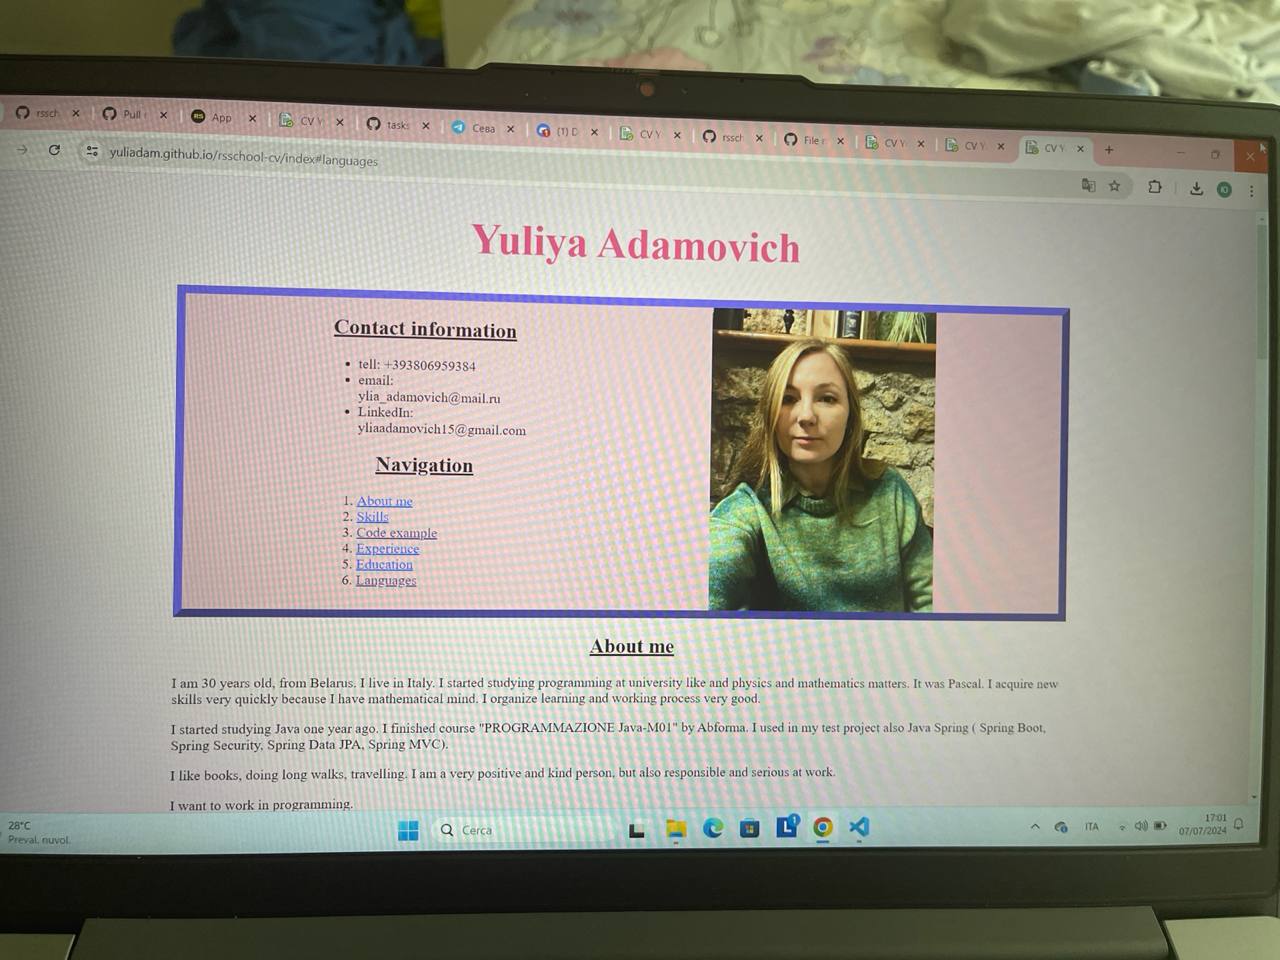 rssch
Pull r
App
CV Y
tasks
Сева
(1) D
CV Y
rssch
File r
CV Y
CV Y
CV Y
yuliadam.github.io/rsschool-cv/index#languages
Yuliya Adamovich
Contact information
• tell: +393806959384
• email:
ylia_adamovich@mail.ru
• LinkedIn:
yliaadamovich15@gmail.com
Navigation
1. About me
2. Skills
3. Code example
4. Experience
5. Education
6. Languages
About me
I am 30 years old, from Belarus. I live in Italy. I started studying programming at university like and physics and mathematics matters. It was Pascal. I acquire new
skills very quickly because I have mathematical mind. I organize learning and working process very good.
I started studying Java one year ago. I finished course "PROGRAMMAZIONE Java-M01" by Abforma. I used in my test project also Java Spring ( Spring Boot,
Spring Security, Spring Data JPA, Spring MVC).
I like books, doing long walks, travelling. I am a very positive and kind person, but also responsible and serious at work.
I want to work in programming.
28°C
Preval. nuvol.
Cerca
ITA
17:01
07/07/2024